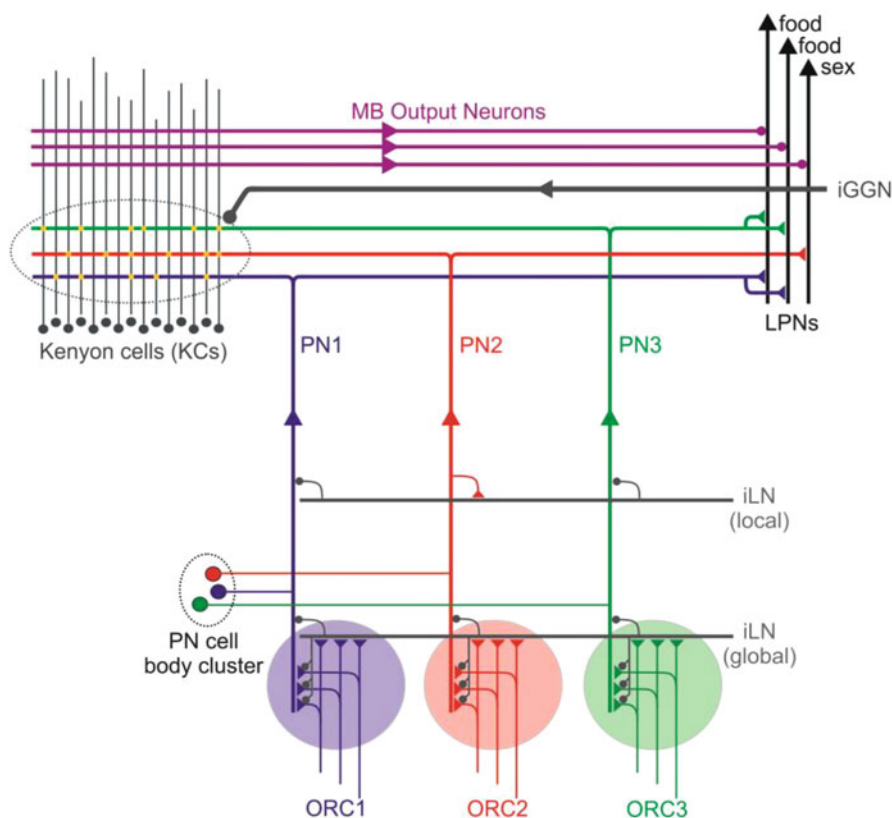 food
food
sex
MB Output Neurons
iGGN
LPNs
Kenyon cells (KCs)
PN1
PN2
PN3
iLN
(local)
PN cell
body cluster
iLN
(global)
ORC1
ORC2
ORC3